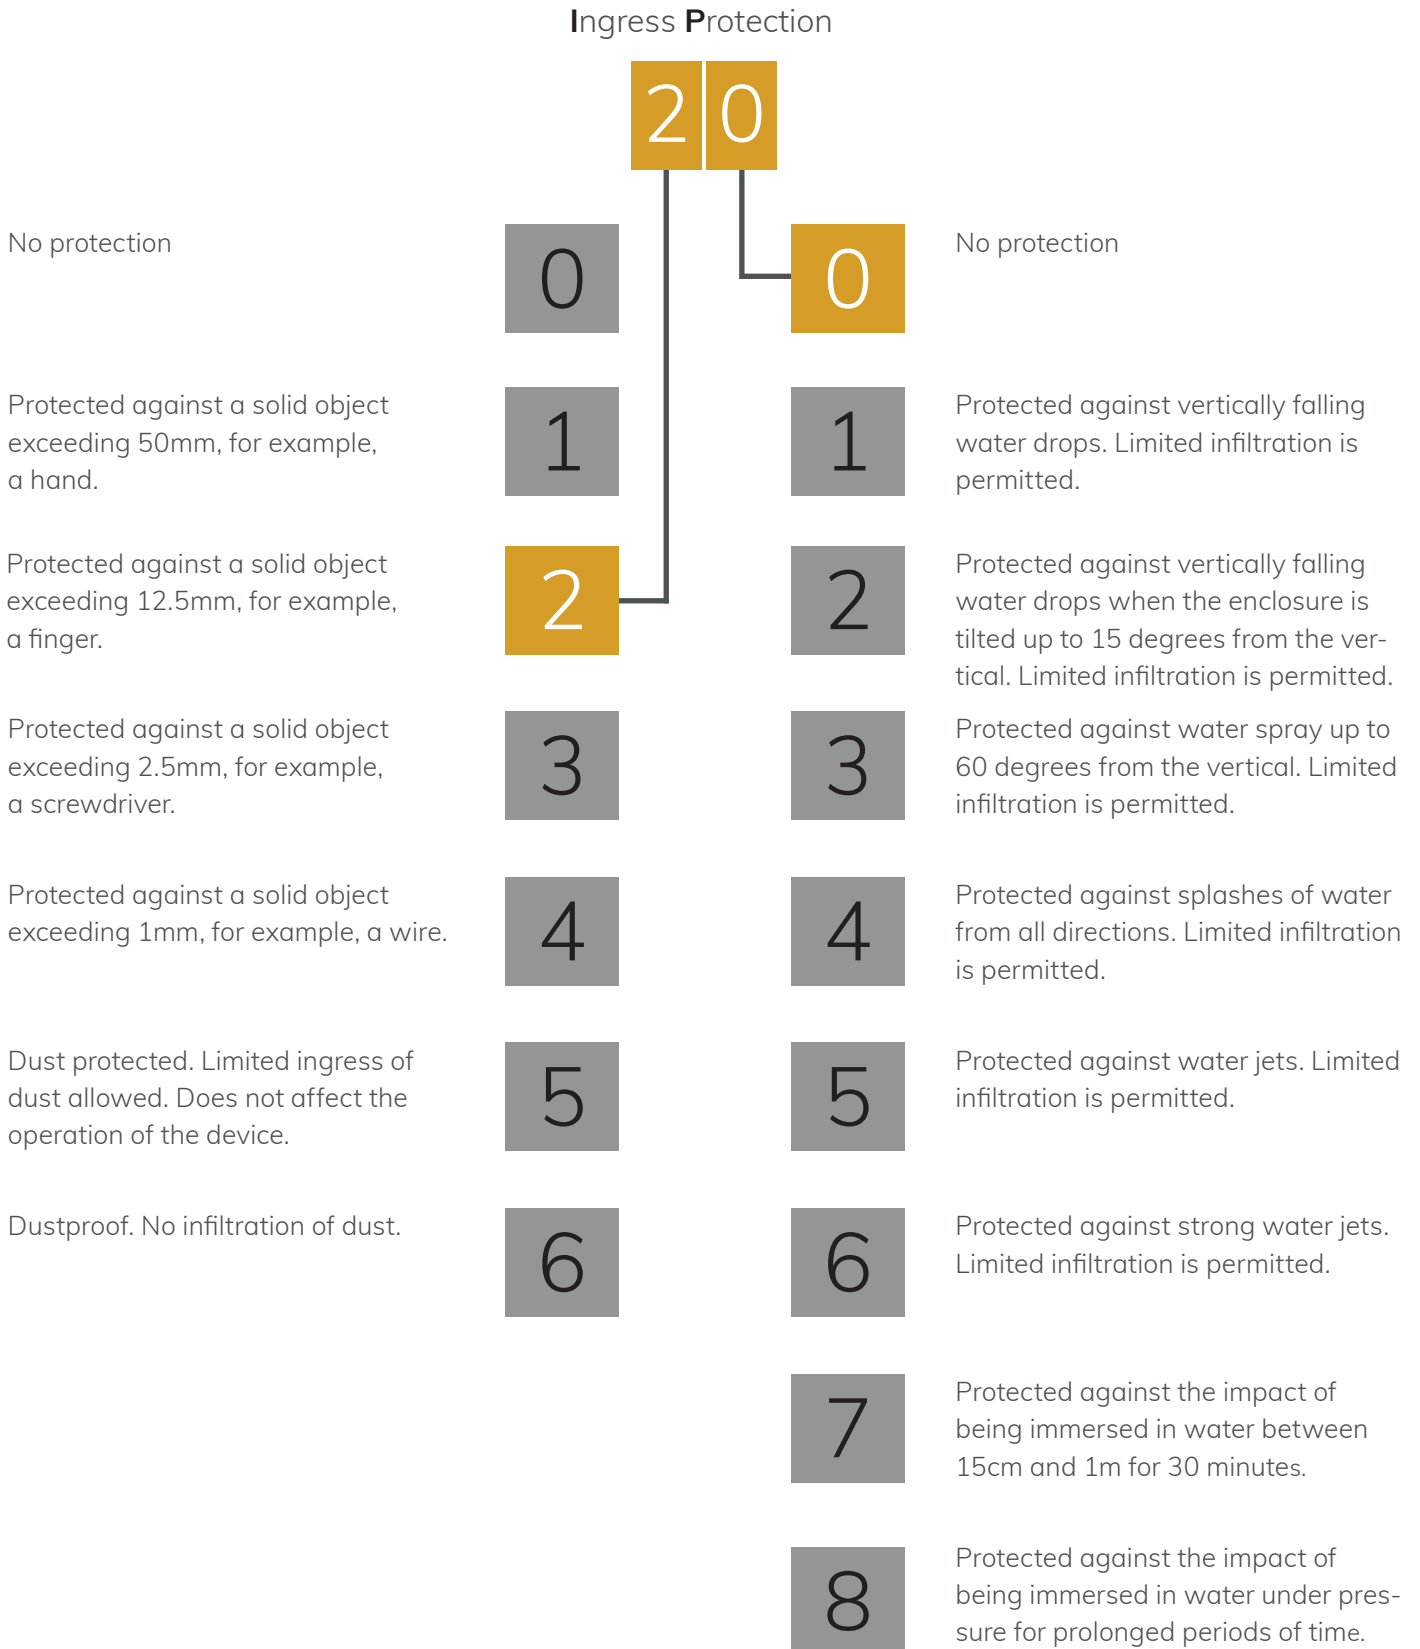 Ingress Protection
2 0
No protection
0
0
No protection
Protected against a solid object
exceeding 50mm, for example,
a hand.
1
1
Protected against vertically falling
water drops. Limited infiltration is
permitted.
Protected against a solid object
exceeding 12.5mm, for example,
a finger.
2
2
Protected against vertically falling
water drops when the enclosure is
tilted up to 15 degrees from the ver-
tical. Limited infiltration is permitted.
Protected against a solid object
exceeding 2.5mm, for example,
a screwdriver.
3
3
Protected against water spray up to
60 degrees from the vertical. Limited
infiltration is permitted.
Protected against a solid object
exceeding 1mm, for example, a wire.
4
4
Protected against splashes of water
from all directions. Limited infiltration
is permitted.
Dust protected. Limited ingress of
dust allowed. Does not affect the
operation of the device.
5
5
Protected against water jets. Limited
infiltration is permitted.
Dustproof. No infiltration of dust.
6
6
Protected against strong water jets.
Limited infiltration is permitted.
7
Protected against the impact of
being immersed in water between
15cm and 1m for 30 minutes.
8
Protected against the impact of
being immersed in water under pres-
sure for prolonged periods of time.